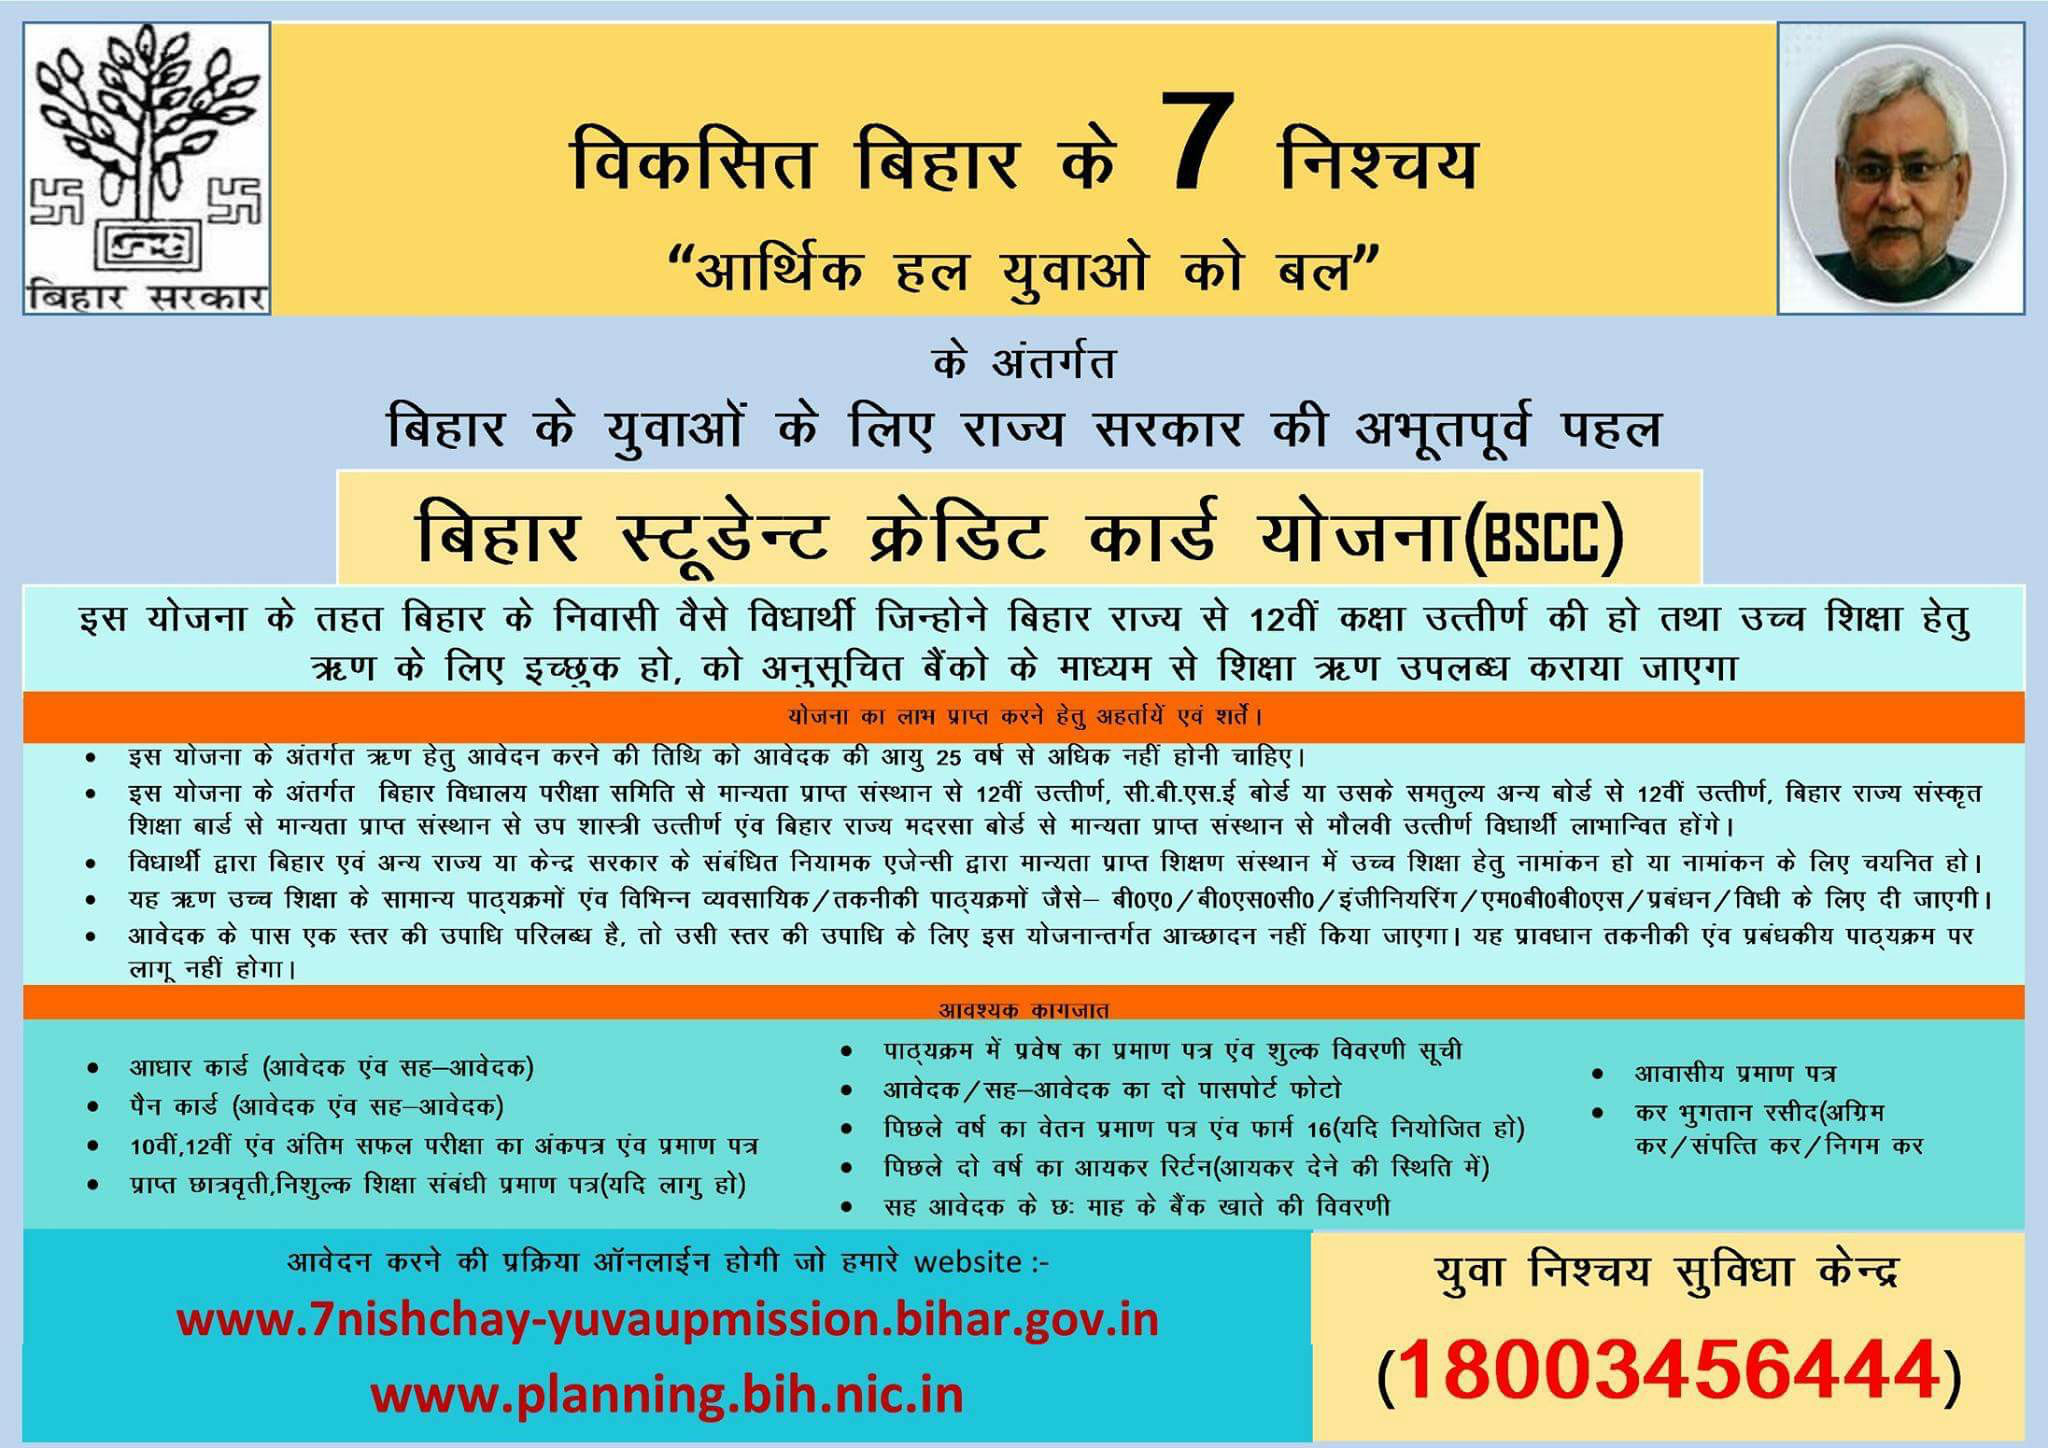 बिहार सरकार
विकसित बिहार के 7 निश्चय
“आर्थिक हल युवाओ को बल”
के अंतर्गत
बिहार के युवाओं के लिए राज्य सरकार की अभूतपूर्व पहल
बिहार स्टूडेन्ट क्रेडिट कार्ड योजना(BSCC)
इस योजना के तहत बिहार के निवासी वैसे विधार्थी जिन्होने बिहार राज्य से 12वीं कक्षा उत्तीर्ण की हो तथा उच्च शिक्षा हेतु
ऋण के लिए इच्छुक हो, को अनुसूचित बैंको के माध्यम से शिक्षा ऋण उपलब्ध कराया जाएगा
योजना का लाभ प्राप्त करने हेतु अहर्तायें एवं शर्ते।
• इस योजना के अंतर्गत ऋण हेतु आवेदन करने की तिथि को आवेदक की आयु 25 वर्ष से अधिक नहीं होनी चाहिए।
• इस योजना के अंतर्गत बिहार विधालय परीक्षा समिति से मान्यता प्राप्त संस्थान से 12वीं उत्तीर्ण, सी.बी.एस.ई बोर्ड या उसके समतुल्य अन्य बोर्ड से 12वीं उत्तीर्ण, बिहार राज्य संस्कृत
शिक्षा बार्ड से मान्यता प्राप्त संस्थान से उप शास्त्री उत्तीर्ण एंव बिहार राज्य मदरसा बोर्ड से मान्यता प्राप्त संस्थान से मौलवी उत्तीर्ण विधार्थी लाभान्वित होंगे।
• विधार्थी द्वारा बिहार एवं अन्य राज्य या केन्द्र सरकार के संबंधित नियामक एजेन्सी द्वारा मान्यता प्राप्त शिक्षण संस्थान में उच्च शिक्षा हेतु नामांकन हो या नामांकन के लिए चयनित हो।
• यह ऋण उच्च शिक्षा के सामान्य पाठ्यक्रमों एंव विभिन्न व्यवसायिक/तकनीकी पाठ्यक्रमों जैसे– बी0ए0/बी0एस0सी0/इंजीनियरिंग/एम0बी0बी0एस/प्रबंधन/विधी के लिए दी जाएगी।
• आवेदक के पास एक स्तर की उपाधि परिलब्ध है, तो उसी स्तर की उपाधि के लिए इस योजनान्तर्गत आच्छादन नहीं किया जाएगा। यह प्रावधान तकनीकी एंव प्रबंधकीय पाठ्यक्रम पर
लागू नहीं होगा।
आवश्यक कागजात
• आधार कार्ड (आवेदक एंव सह–आवेदक)
• पैन कार्ड (आवेदक एंव सह–आवेदक)
• 10वीं,12वीं एंव अंतिम सफल परीक्षा का अंकपत्र एंव प्रमाण पत्र
• प्राप्त छात्रवृती,निशुल्क शिक्षा संबंधी प्रमाण पत्र(यदि लागु हो)
• पाठ्यक्रम में प्रवेष का प्रमाण पत्र एंव शुल्क विवरणी सूची
• आवेदक/सह–आवेदक का दो पासपोर्ट फोटो
• पिछले वर्ष का वेतन प्रमाण पत्र एंव फार्म 16(यदि नियोजित हो)
• पिछले दो वर्ष का आयकर रिर्टन(आयकर देने की स्थिति में)
• सह आवेदक के छः माह के बैंक खाते की विवरणी
• आवासीय प्रमाण पत्र
• कर भुगतान रसीद(अग्रिम
कर/संपत्ति कर/निगम कर
आवेदन करने की प्रक्रिया ऑनलाईन होगी जो हमारे website :-
www.7nishchay-yuvaupmission.bihar.gov.in
www.planning.bih.nic.in
युवा निश्चय सुविधा केन्द्र
(18003456444)